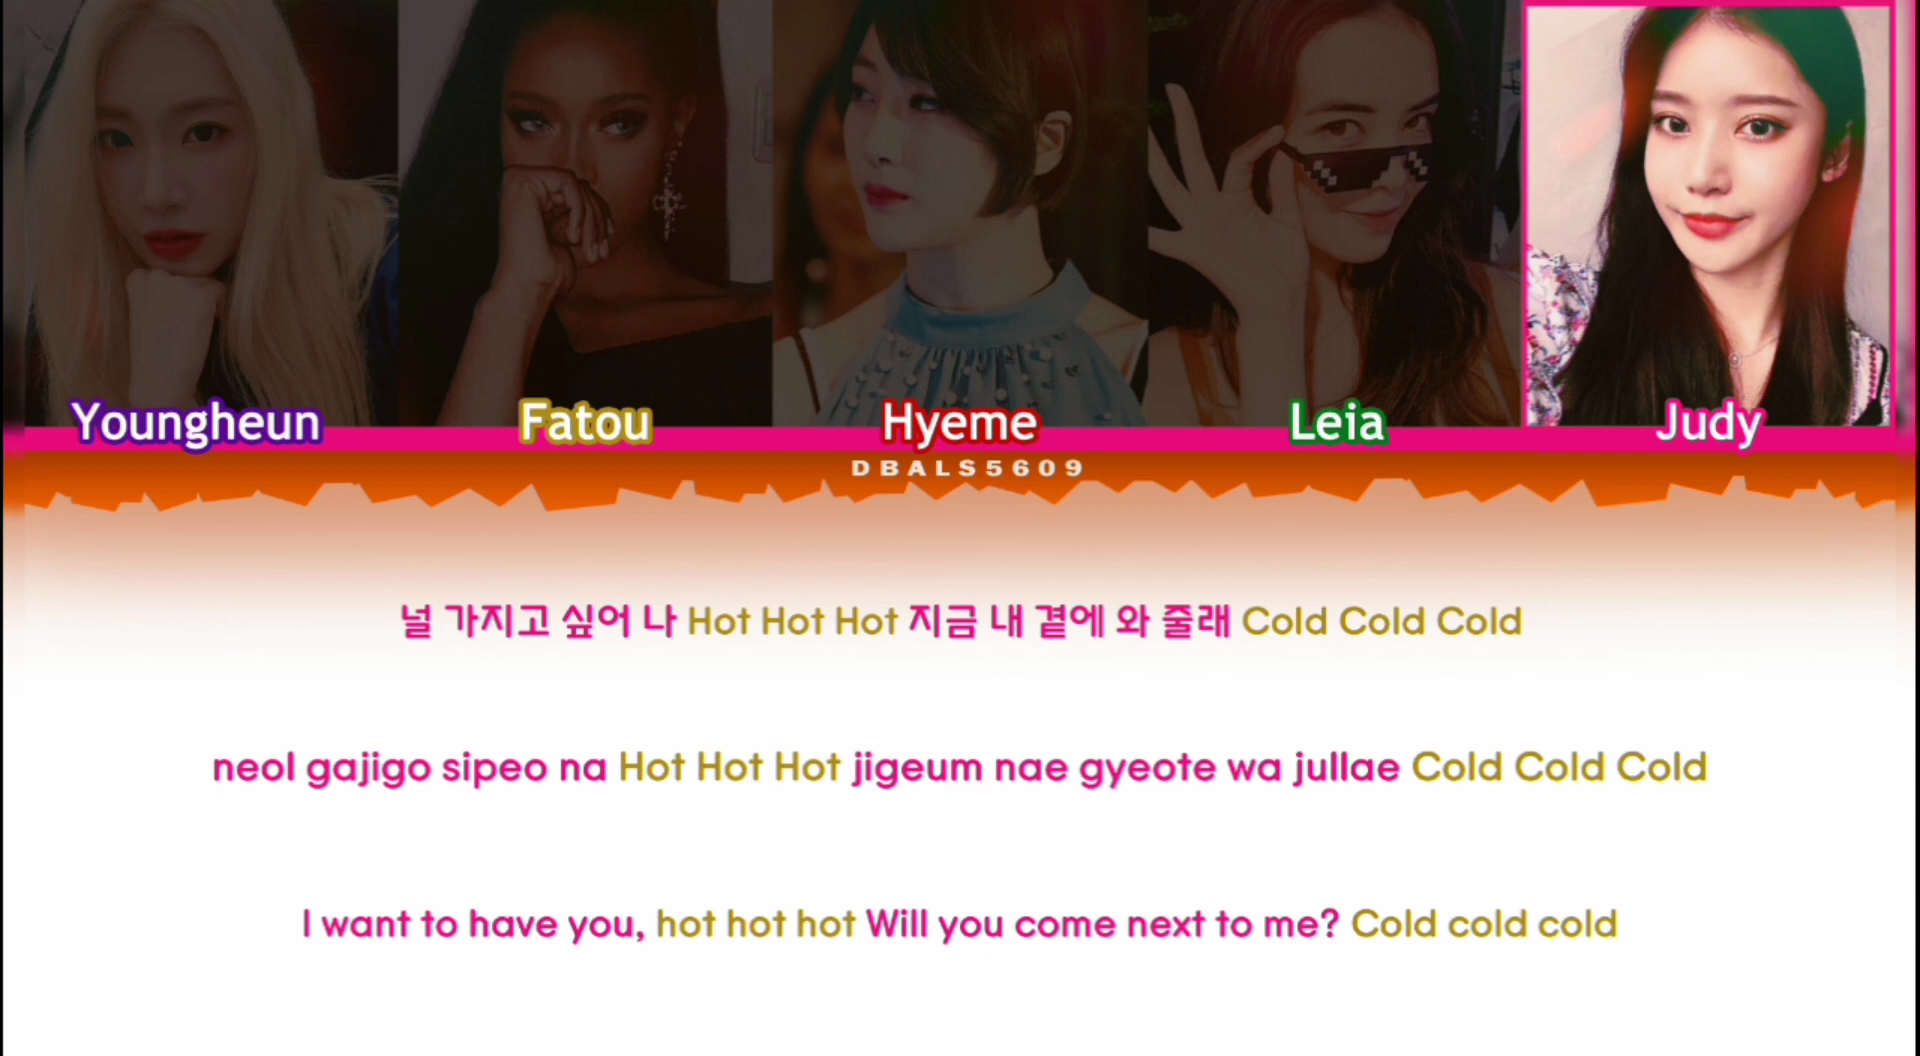 Youngheun Fatou Hyeme Leia Judy
DBALS5609
널 가지고 싶어 나 Hot Hot Hot 지금 내 곁에 와 줄래 Cold Cold Cold
neol gajigo sipeo na Hot Hot Hot jigeum nae gyeote wa jullae Cold Cold Cold
I want to have you, hot hot hot Will you come next to me? Cold cold cold